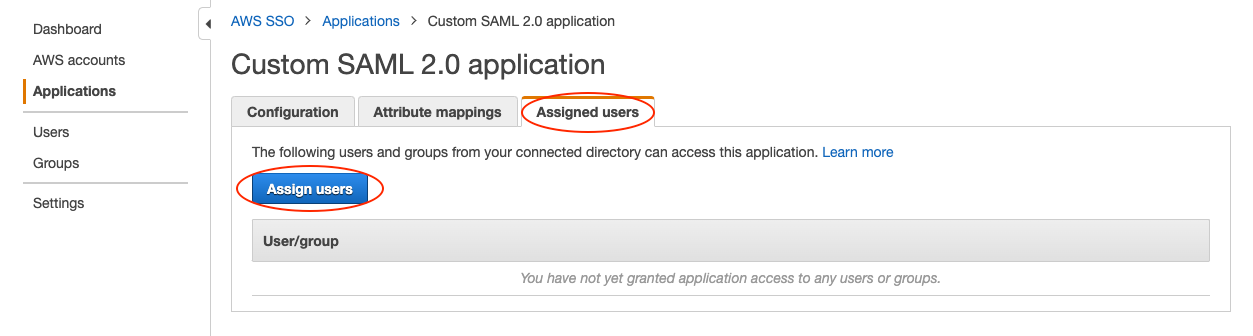 Dashboard
AWS accounts
Applications
Users
Groups
Settings
AWS SSO > Applications > Custom SAML 2.0 application
Custom SAML 2.0 application
Configuration
Attribute mappings
Assigned users
The following users and groups from your connected directory can access this application. Learn more
Assign users
User/group
You have not yet granted application access to any users or groups.